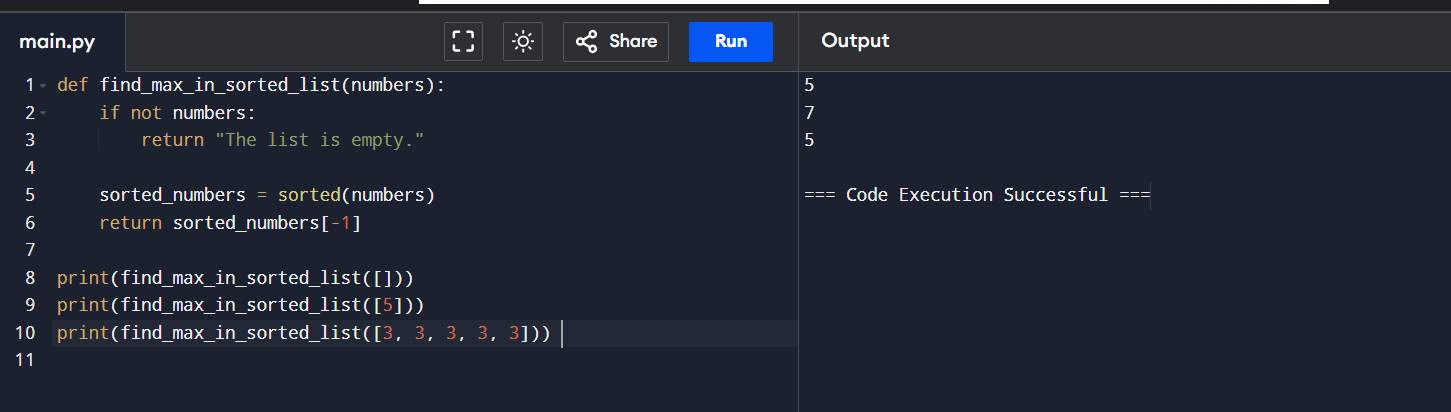 main.py
Share
Run
Output
1 def find_max_in_sorted_list(numbers):
2     if not numbers:
3         return "The list is empty."
4
5     sorted_numbers = sorted(numbers)
6     return sorted_numbers[-1]
7
8 print(find_max_in_sorted_list([]))
9 print(find_max_in_sorted_list([5]))
10 print(find_max_in_sorted_list([3, 3, 3, 3, 3]))
11
5
7
5
=== Code Execution Successful ===